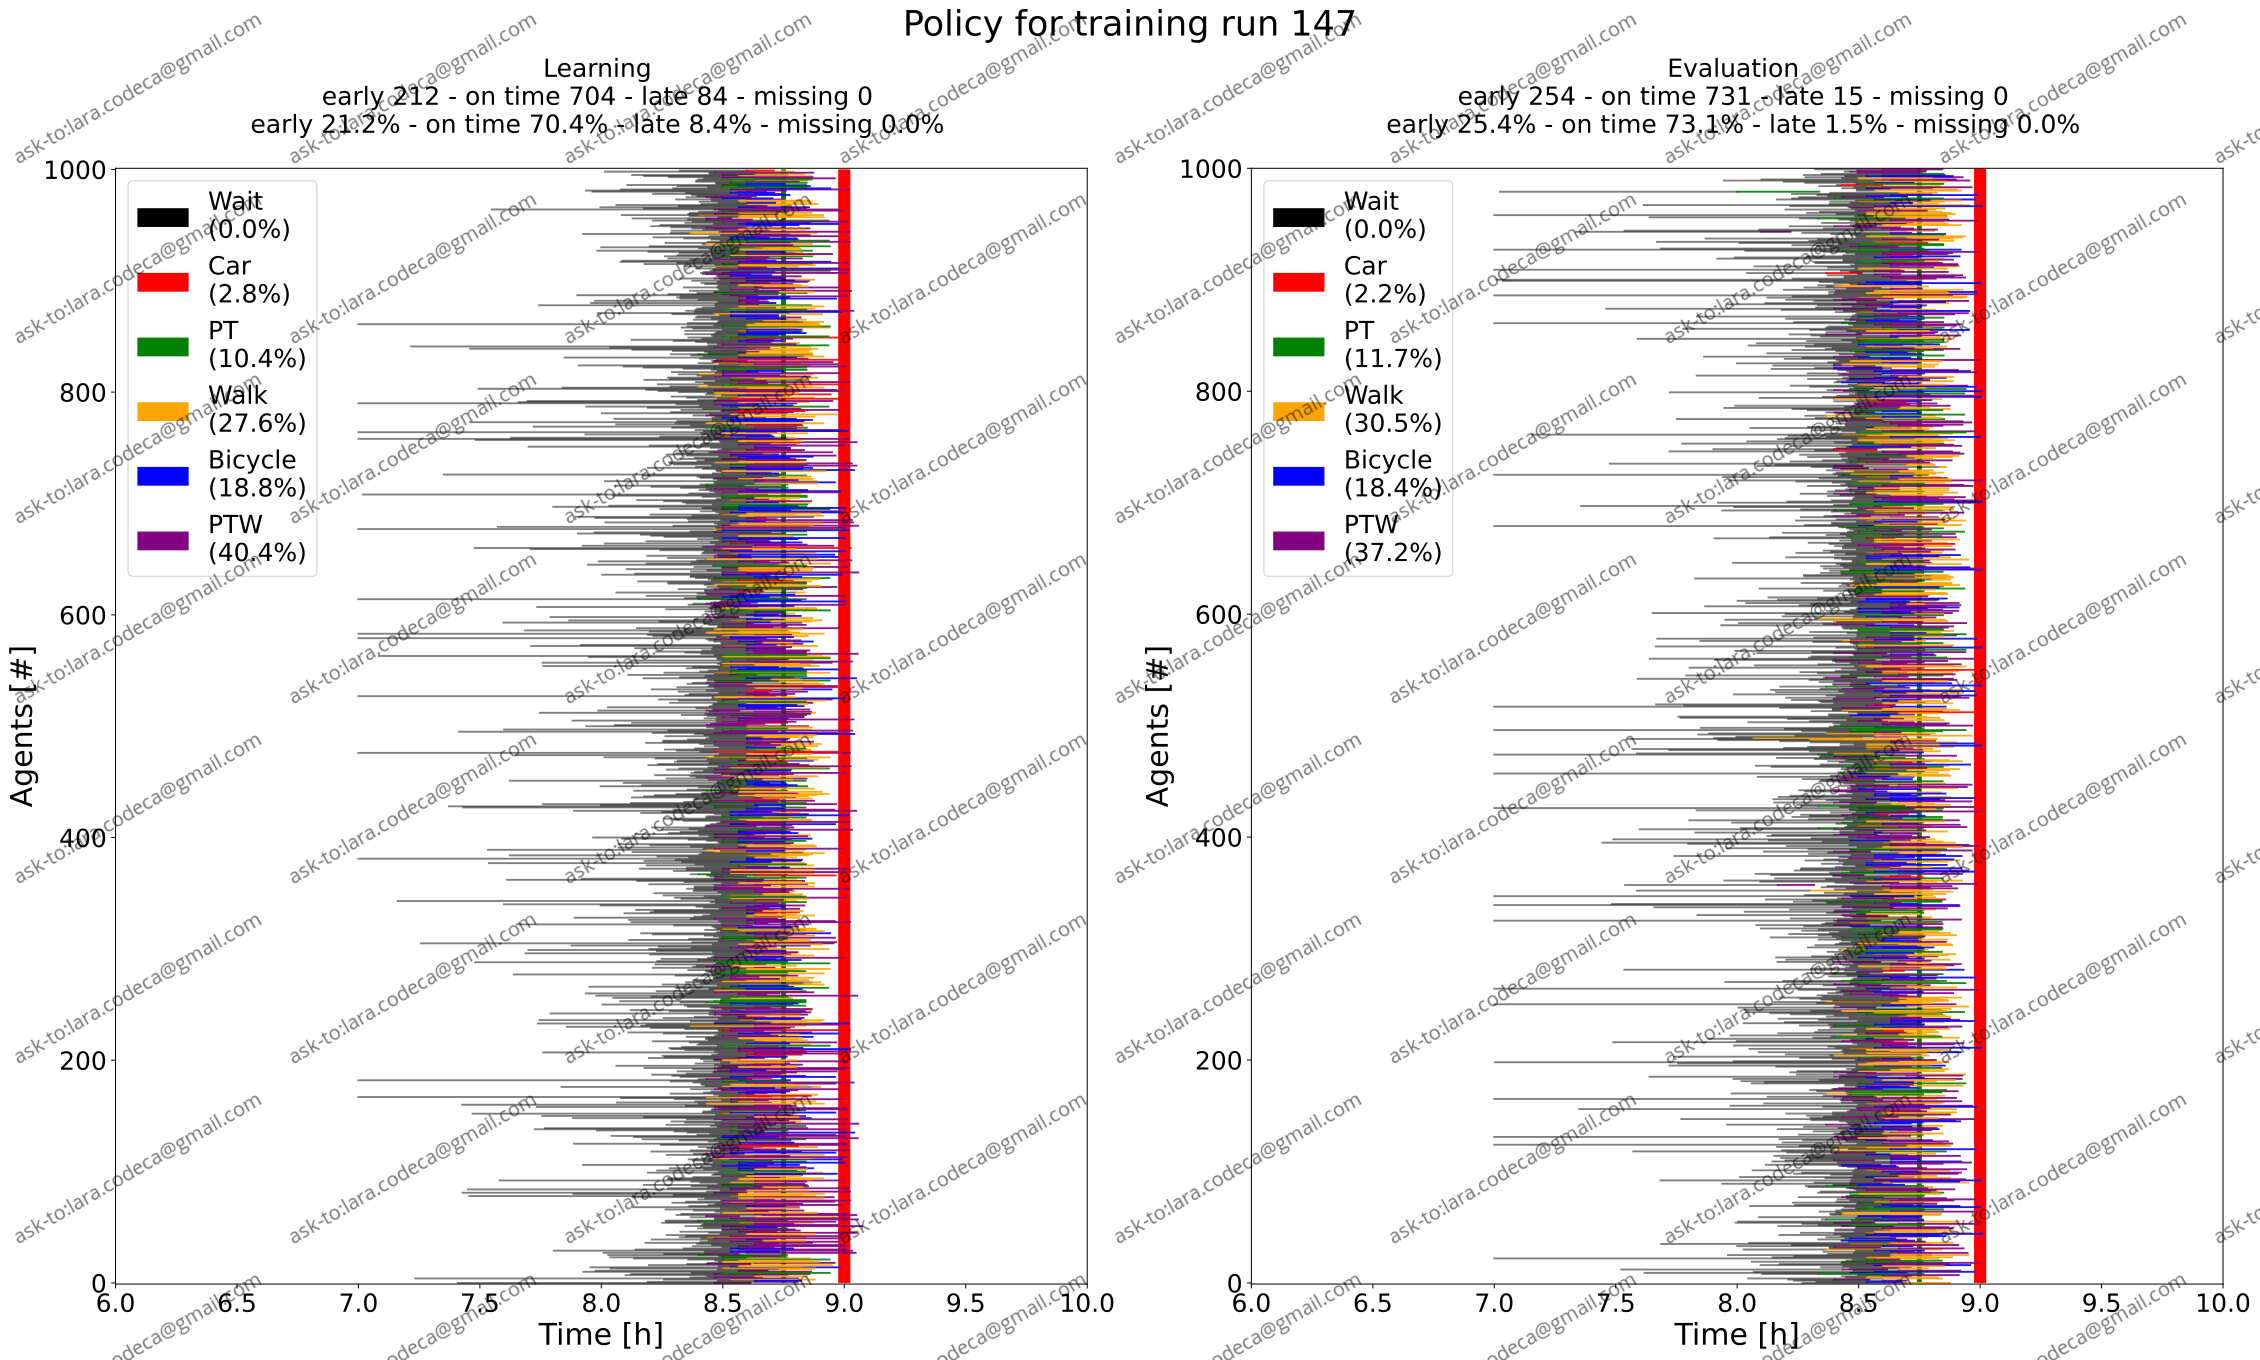 Policy for training run 147
Learning
early 212 - on time 704 - late 84 - missing 0
early 21.2% - on time 70.4% - late 8.4% - missing 0.0%
Wait
(0.0%)
Car
(2.8%)
PT
(10.4%)
Walk
(27.6%)
Bicycle
(18.8%)
PTW
(40.4%)
Agents [#]
1000
800
600
400
200
0
6.0 6.5 7.0 7.5 8.0 8.5 9.0 9.5 10.0
Time [h]
Evaluation
early 254 - on time 731 - late 15 - missing 0
early 25.4% - on time 73.1% - late 1.5% - missing 0.0%
Wait
(0.0%)
Car
(2.2%)
PT
(11.7%)
Walk
(30.5%)
Bicycle
(18.4%)
PTW
(37.2%)
Agents [#]
1000
800
600
400
200
0
6.0 6.5 7.0 7.5 8.0 8.5 9.0 9.5 10.0
Time [h]
ask-to:lara.codeca@gmail.com